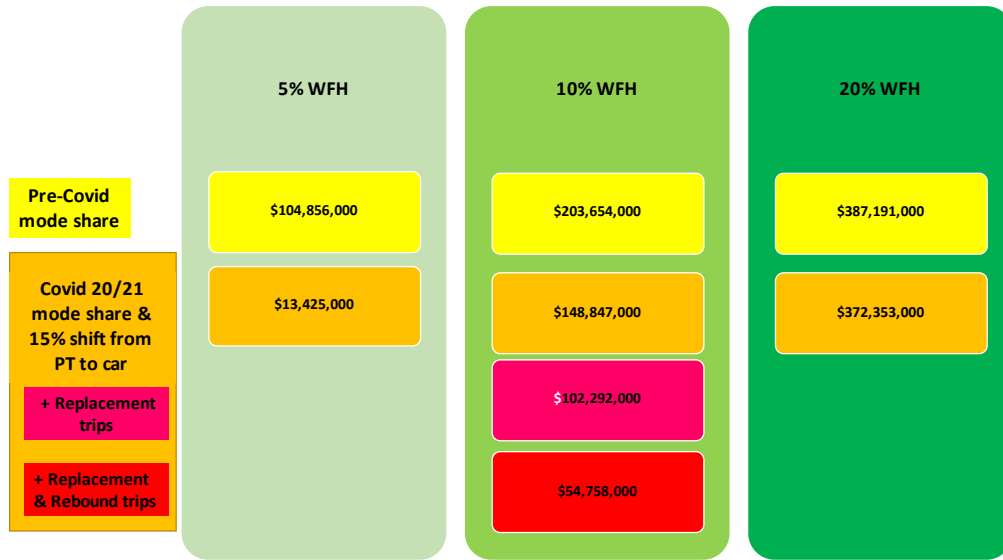 5% WFH
10% WFH
20% WFH
Pre-Covid
mode share
$104,856,000
$203,654,000
$387,191,000
Covid 20/21
mode share &
15% shift from
PT to car
$13,425,000
$148,847,000
$372,353,000
+ Replacement
trips
$102,292,000
+ Replacement
& Rebound trips
$54,758,000